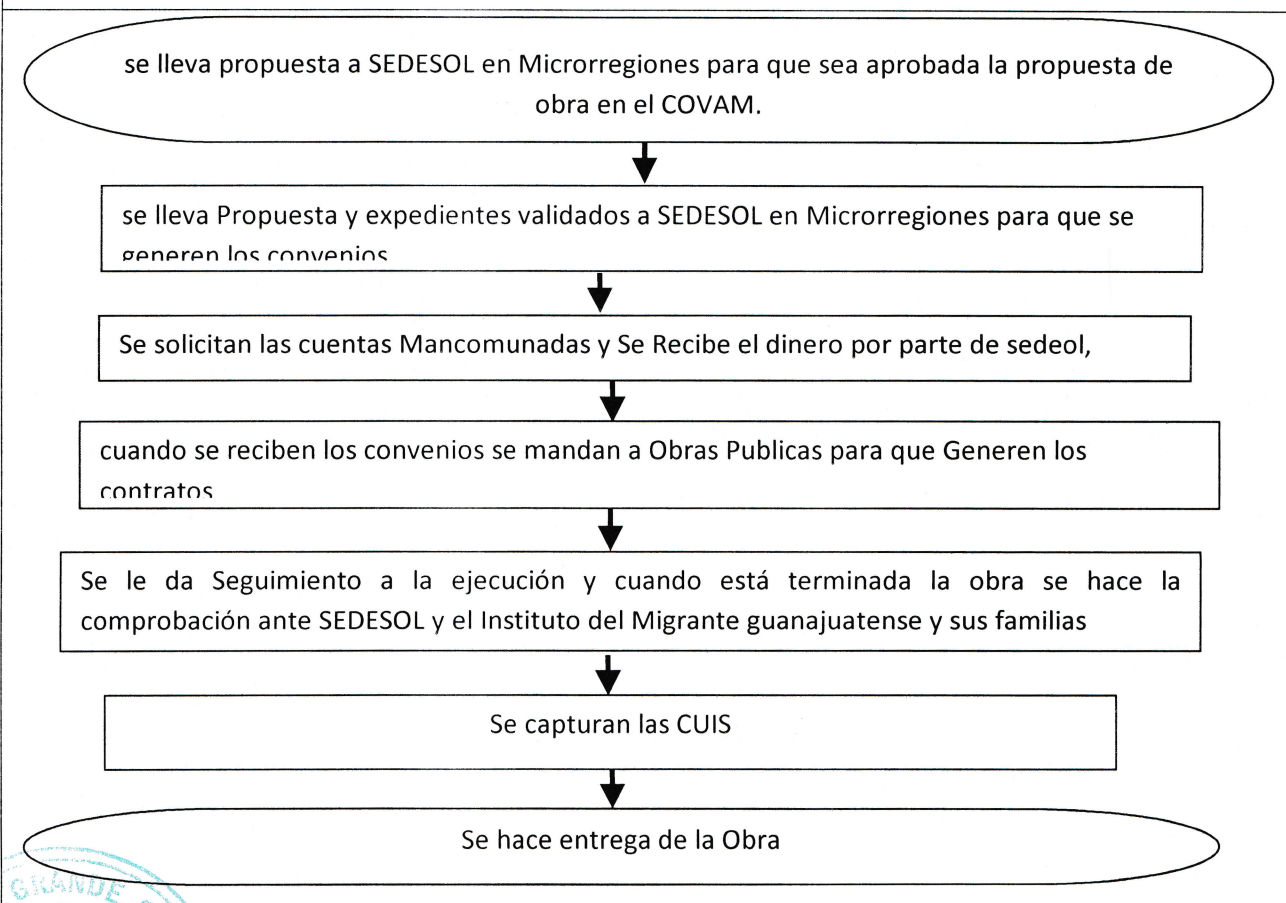 se lleva propuesta a SEDESOL en Microrregiones para que sea aprobada la propuesta de
obra en el COVAM.
se lleva Propuesta y expedientes validados a SEDESOL en Microrregiones para que se
generen los convenios
Se solicitan las cuentas Mancomunadas y Se Recibe el dinero por parte de sedeol,
cuando se reciben los convenios se mandan a Obras Publicas para que Generen los
contratos
Se le da Seguimiento a la ejecución y cuando está terminada la obra se hace la
comprobación ante SEDESOL y el Instituto del Migrante guanajuatense y sus familias
Se capturan las CUIS
Se hace entrega de la Obra
GRANDE